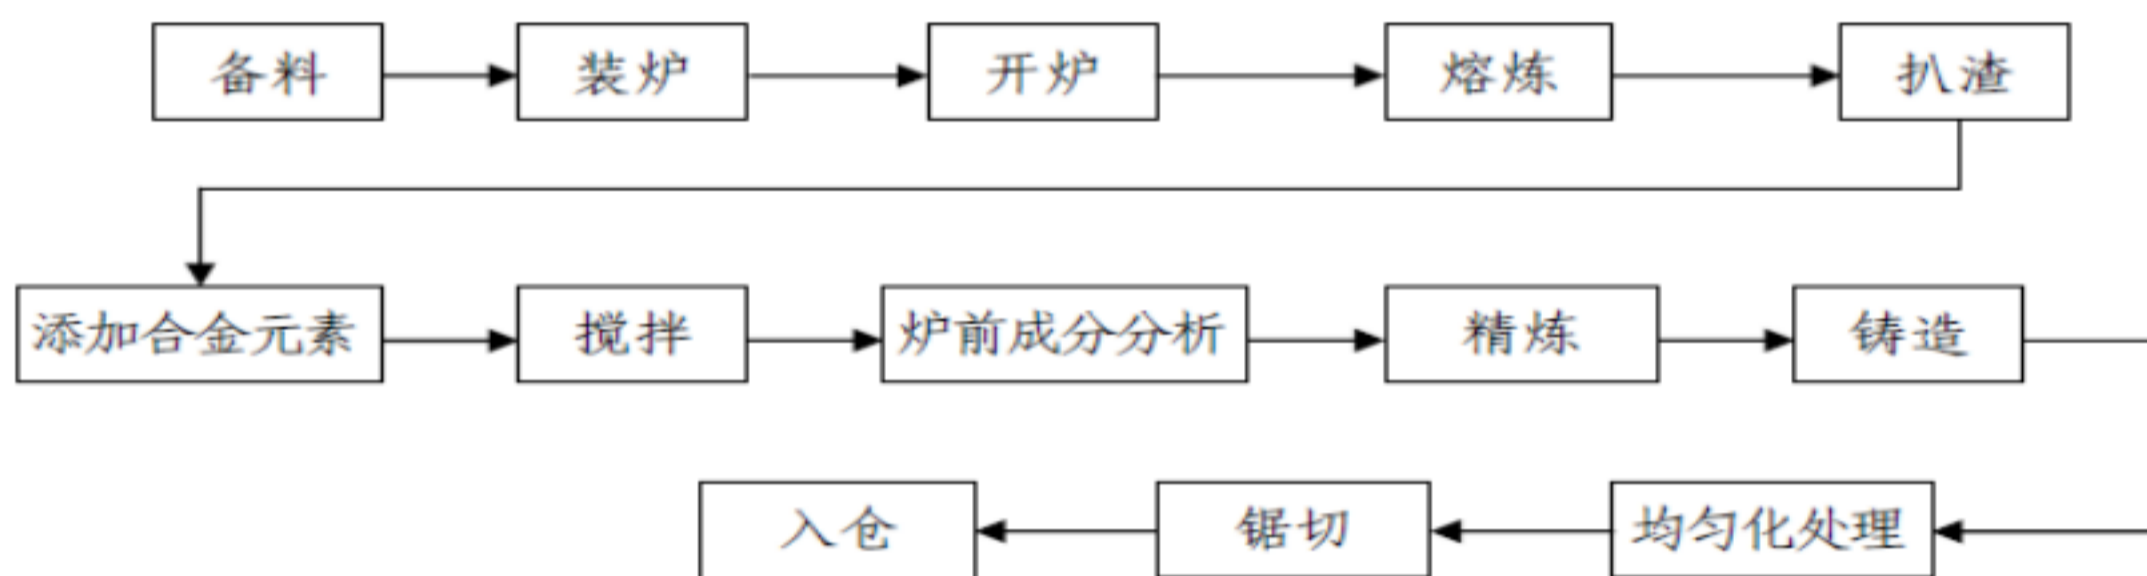 备料 装炉 开炉 熔炼 扒渣
添加合金元素 搅拌 炉前成分分析 精炼 铸造
入仓 锯切 均匀化处理